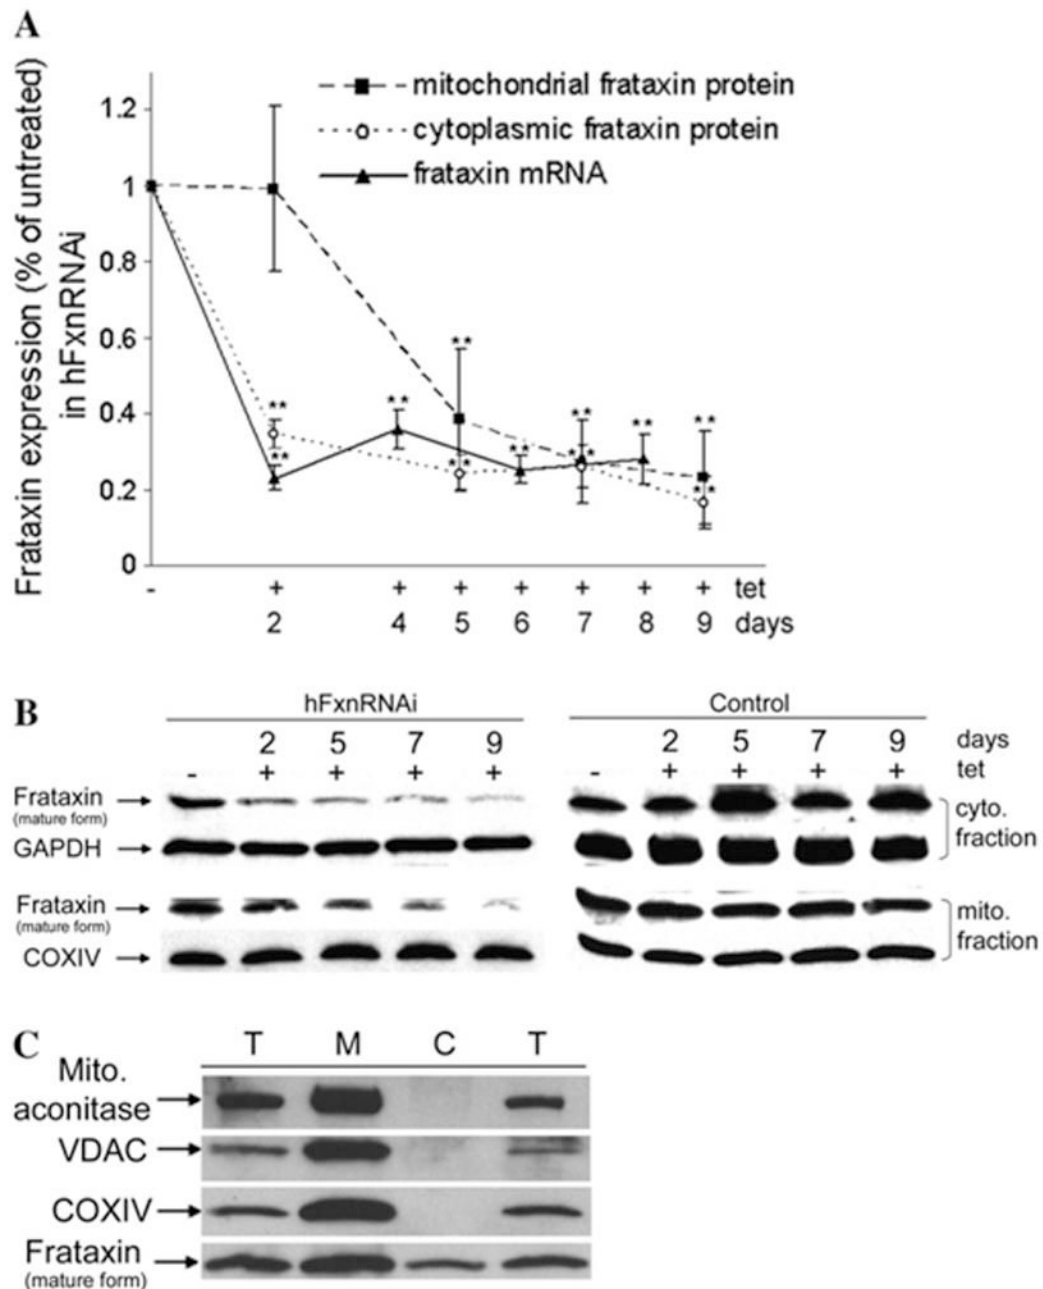 A
Frataxin expression (% of untreated)
in hFxnRNAi
mitochondrial frataxin protein
cytoplasmic frataxin protein
frataxin mRNA
1.2
1
0.8
0.6
0.4
0.2
0
**
**
**
**
**
**
**
**
**
**
**
- + + + + + + + tet
2 4 5 6 7 8 9 days
B
hFxnRNAi Control
2 5 7 9 2 5 7 9 days
- + + + + - + + + + tet
Frataxin
(mature form)
GAPDH
cyto.
fraction
Frataxin
(mature form)
COXIV
mito.
fraction
C
T M C T
Mito.
aconitase
VDAC
COXIV
Frataxin
(mature form)